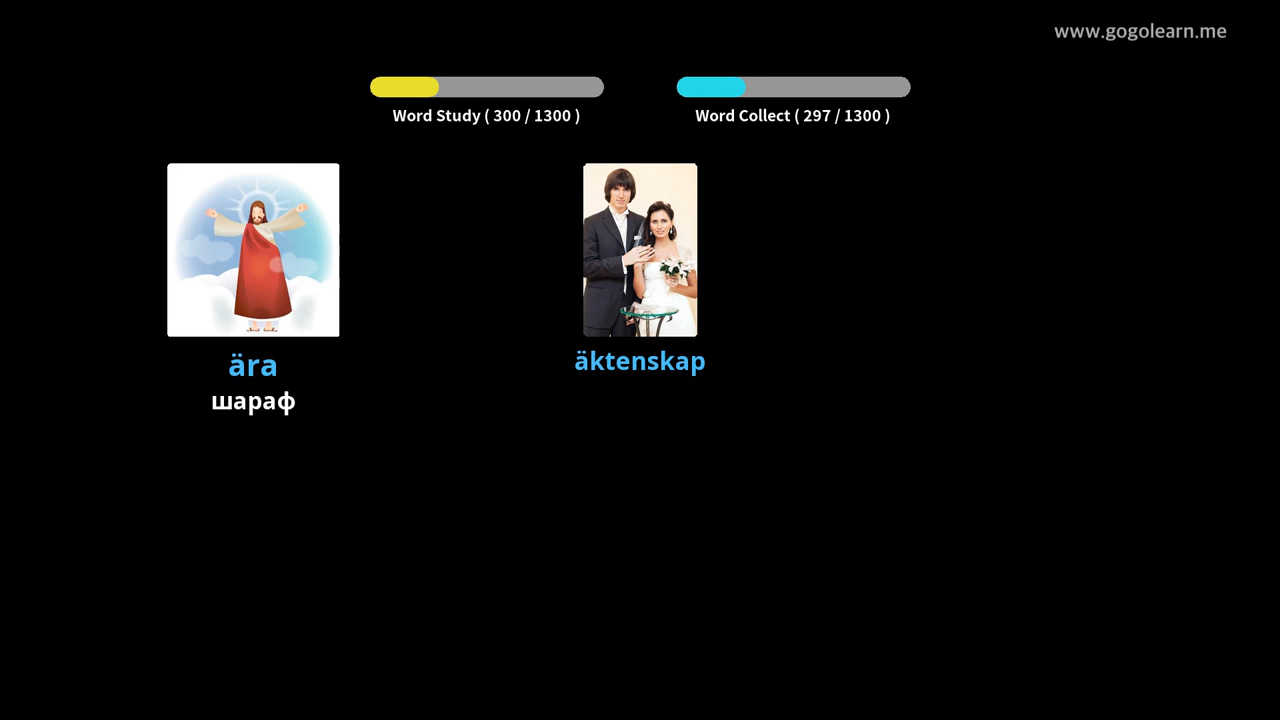 www.gogolearn.me
Word Study ( 300 / 1300 )
Word Collect ( 297 / 1300 )
ära
шараф
äktenskap